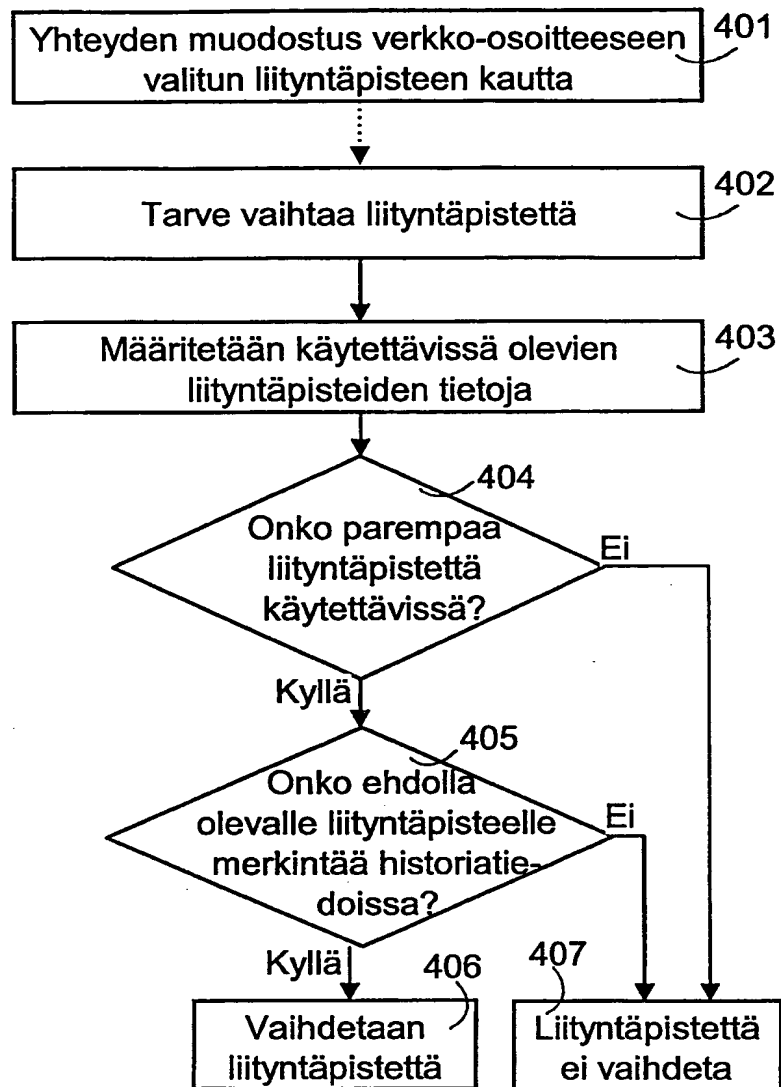 Yhteyden muodostus verkko-osoitteeseen
valitun liityntäpisteen kautta
401
Tarve vaihtaa liityntäpistettä
402
Määritetään käytettävissä olevien
liityntäpisteiden tietoja
403
404
Onko parempaa
liityntäpistettä
käytettävissä?
Ei
Kyllä
405
Onko ehdolla
olevalle liityntäpisteelle
merkintää historiatie-
doissa?
Ei
Kyllä
406
Vaihdetaan
liityntäpistettä
407
Liityntäpistettä
ei vaihdeta